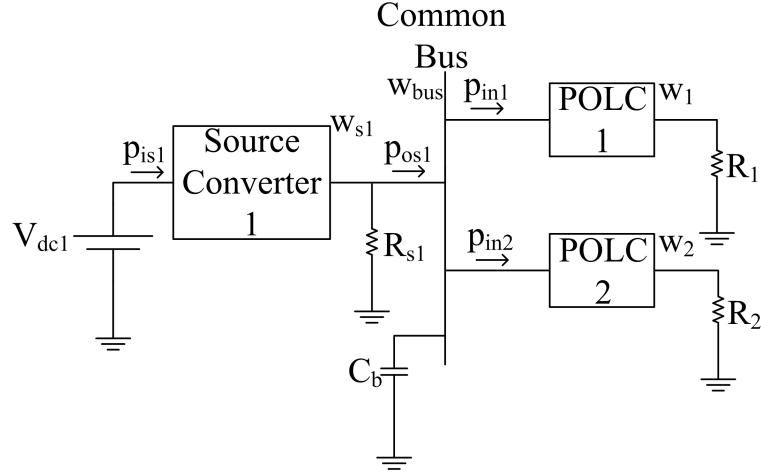 Common
Bus
w_bus
p_in1
POLC
1
w_1
R_1
w_s1
p_is1
Source
Converter
1
p_os1
V_dc1
R_s1
p_in2
POLC
2
w_2
R_2
C_b